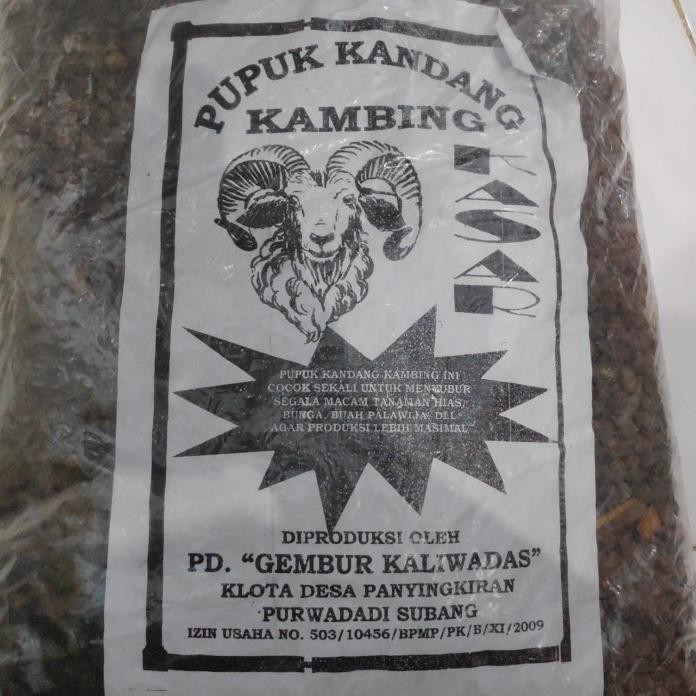 PUPUK KANDANG
KAMBING
KASAR
PUPUK KANDANG KAMBING INI
COCOK SEKALI UNTUK MENYUBUR
SEGALA MACAM TANAMAN HIAS,
BUNGA, BUAH PALAWIJA, DLL
AGAR PRODUKSI LEBIH MASIMAL
DIPRODUKSI OLEH
PD. "GEMBUR KALIWADAS"
KLOTA DESA PANYINGKIRAN
PURWADADI SUBANG
IZIN USAHA NO. 503/10456/BPMP/PK/B/XI/2009